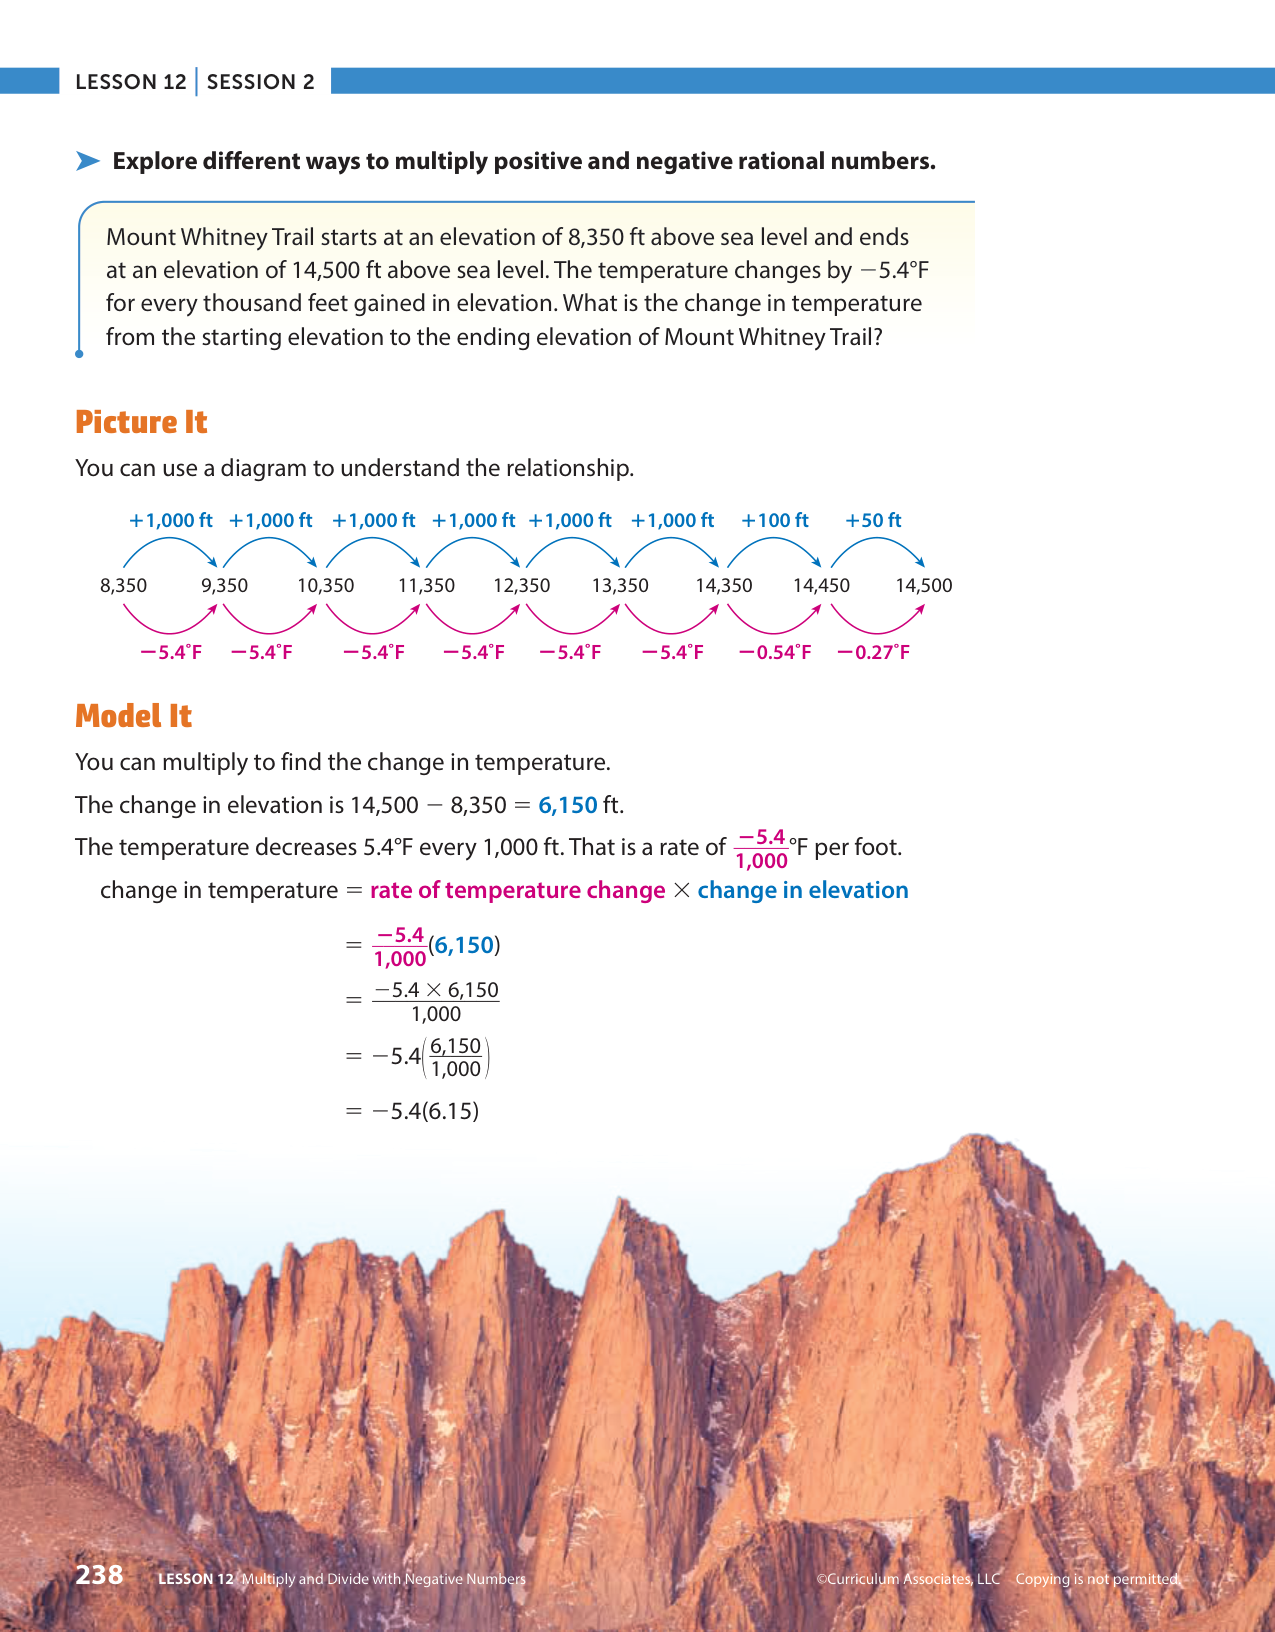 LESSON 12 | SESSION 2
➤ Explore different ways to multiply positive and negative rational numbers.
Mount Whitney Trail starts at an elevation of 8,350 ft above sea level and ends
at an elevation of 14,500 ft above sea level. The temperature changes by −5.4°F
for every thousand feet gained in elevation. What is the change in temperature
from the starting elevation to the ending elevation of Mount Whitney Trail?
Picture It
You can use a diagram to understand the relationship.
+1,000 ft +1,000 ft +1,000 ft +1,000 ft +1,000 ft +1,000 ft +100 ft +50 ft
8,350 9,350 10,350 11,350 12,350 13,350 14,350 14,450 14,500
−5.4°F −5.4°F −5.4°F −5.4°F −5.4°F −5.4°F −0.54°F −0.27°F
Model It
You can multiply to find the change in temperature.
The change in elevation is 14,500 − 8,350 = 6,150 ft.
The temperature decreases 5.4°F every 1,000 ft. That is a rate of −5.4/1,000 °F per foot.
change in temperature = rate of temperature change × change in elevation
= −5.4/1,000 (6,150)
= −5.4 × 6,150/1,000
= −5.4(6,150/1,000)
= −5.4(6.15)
238 LESSON 12 Multiply and Divide with Negative Numbers ©Curriculum Associates, LLC Copying is not permitted.